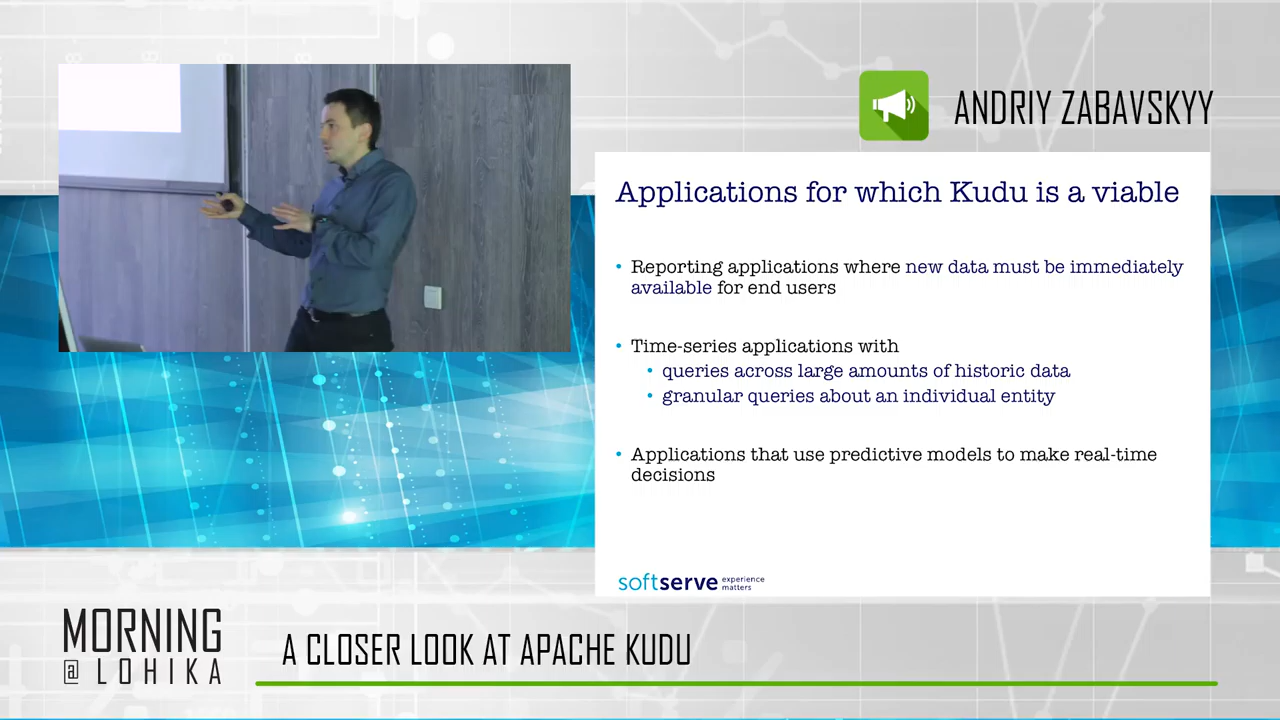 ANDRIY ZABAVSKYY
Applications for which Kudu is a viable
• Reporting applications where new data must be immediately
available for end users
• Time-series applications with
• queries across large amounts of historic data
• granular queries about an individual entity
• Applications that use predictive models to make real-time
decisions
softserve experience
matters
MORNING
@ LOHIKA
A CLOSER LOOK AT APACHE KUDU